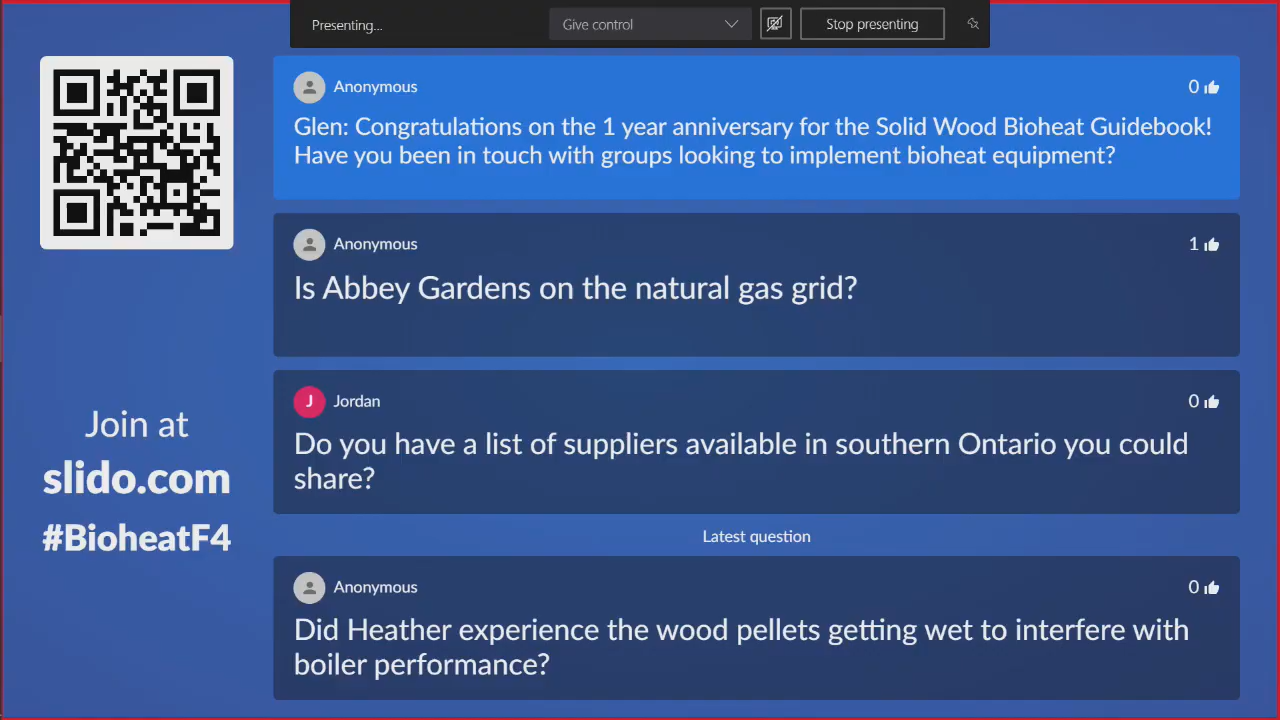 Presenting...
Give control
Stop presenting
Anonymous
0
Glen: Congratulations on the 1 year anniversary for the Solid Wood Bioheat Guidebook!
Have you been in touch with groups looking to implement bioheat equipment?
Anonymous
1
Is Abbey Gardens on the natural gas grid?
J
Jordan
0
Do you have a list of suppliers available in southern Ontario you could
share?
Join at
slido.com
#BioheatF4
Latest question
Anonymous
0
Did Heather experience the wood pellets getting wet to interfere with
boiler performance?